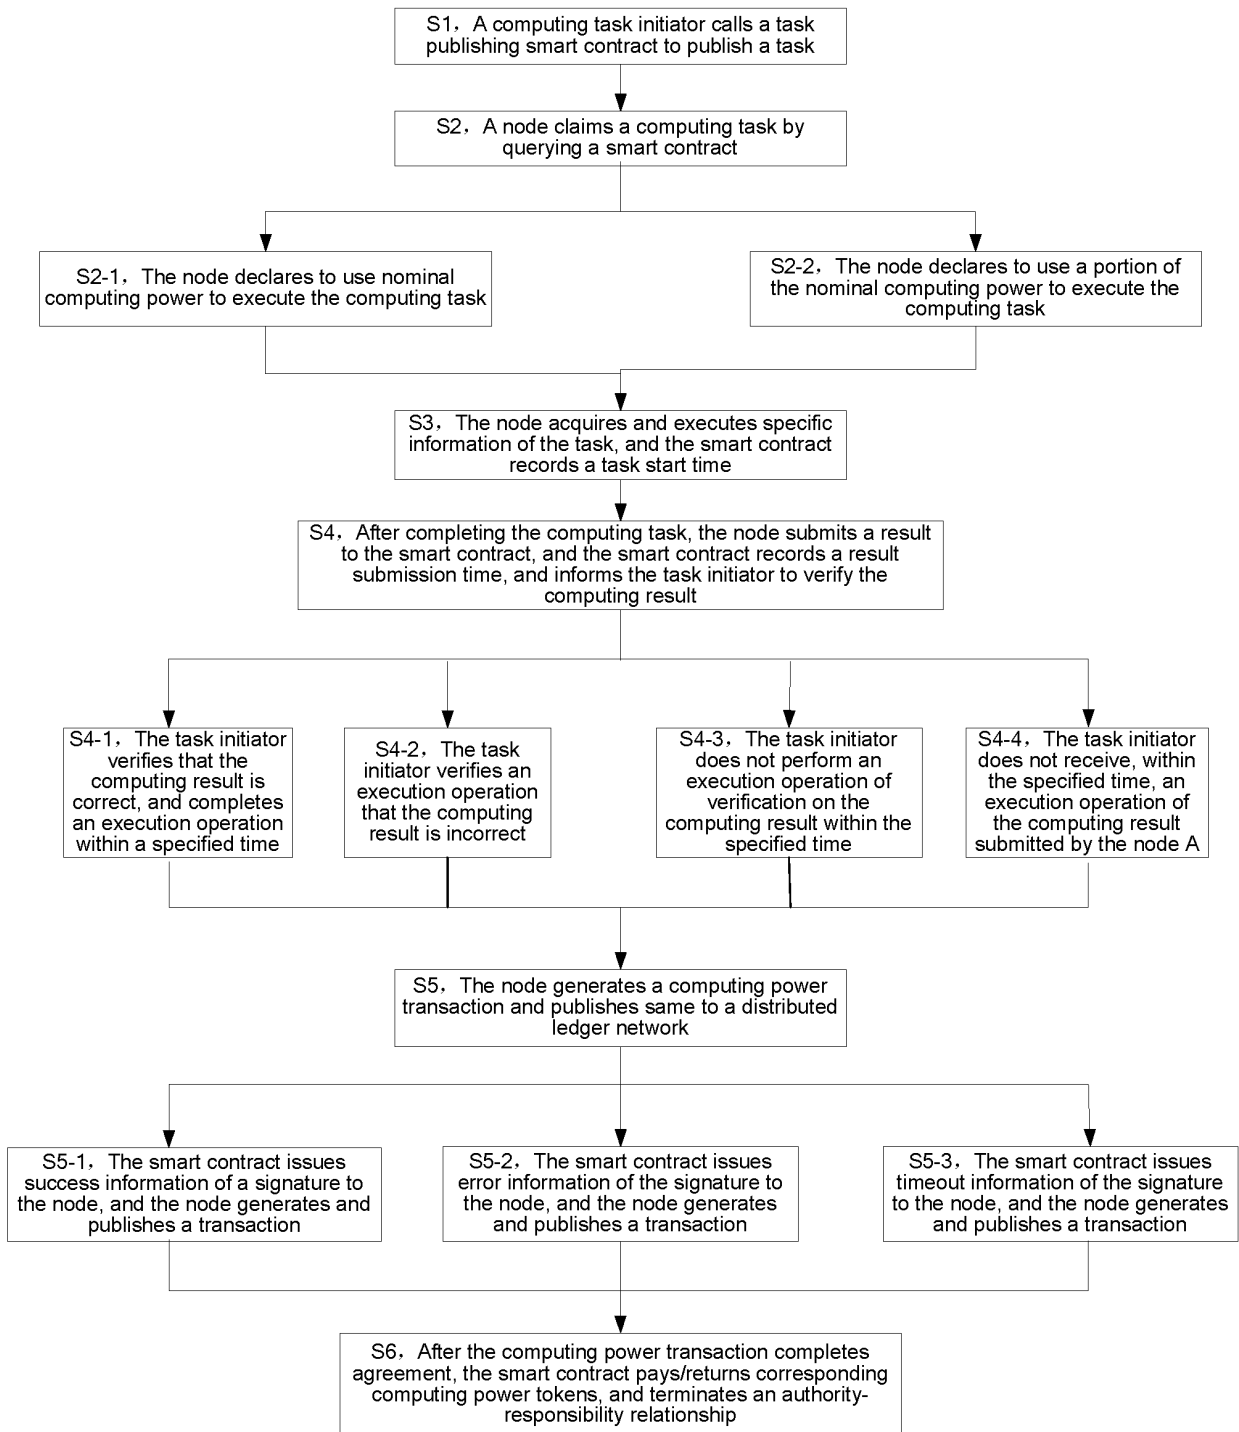 S1，A computing task initiator calls a task
publishing smart contract to publish a task
S2，A node claims a computing task by
querying a smart contract
S2-1，The node declares to use nominal
computing power to execute the computing task
S2-2，The node declares to use a portion of
the nominal computing power to execute the
computing task
S3，The node acquires and executes specific
information of the task, and the smart contract
records a task start time
S4，After completing the computing task, the node submits a result
to the smart contract, and the smart contract records a result
submission time, and informs the task initiator to verify the
computing result
S4-1，The task initiator
verifies that the
computing result is
correct, and completes
an execution operation
within a specified time
S4-2，The task
initiator verifies an
execution operation
that the computing
result is incorrect
S4-3，The task initiator
does not perform an
execution operation of
verification on the
computing result within the
specified time
S4-4，The task initiator
does not receive, within
the specified time, an
execution operation of
the computing result
submitted by the node A
S5，The node generates a computing power
transaction and publishes same to a distributed
ledger network
S5-1，The smart contract issues
success information of a signature to
the node, and the node generates and
publishes a transaction
S5-2，The smart contract issues
error information of the signature to
the node, and the node generates
and publishes a transaction
S5-3，The smart contract issues
timeout information of the signature
to the node, and the node generates
and publishes a transaction
S6，After the computing power transaction completes
agreement, the smart contract pays/returns corresponding
computing power tokens, and terminates an authority-
responsibility relationship